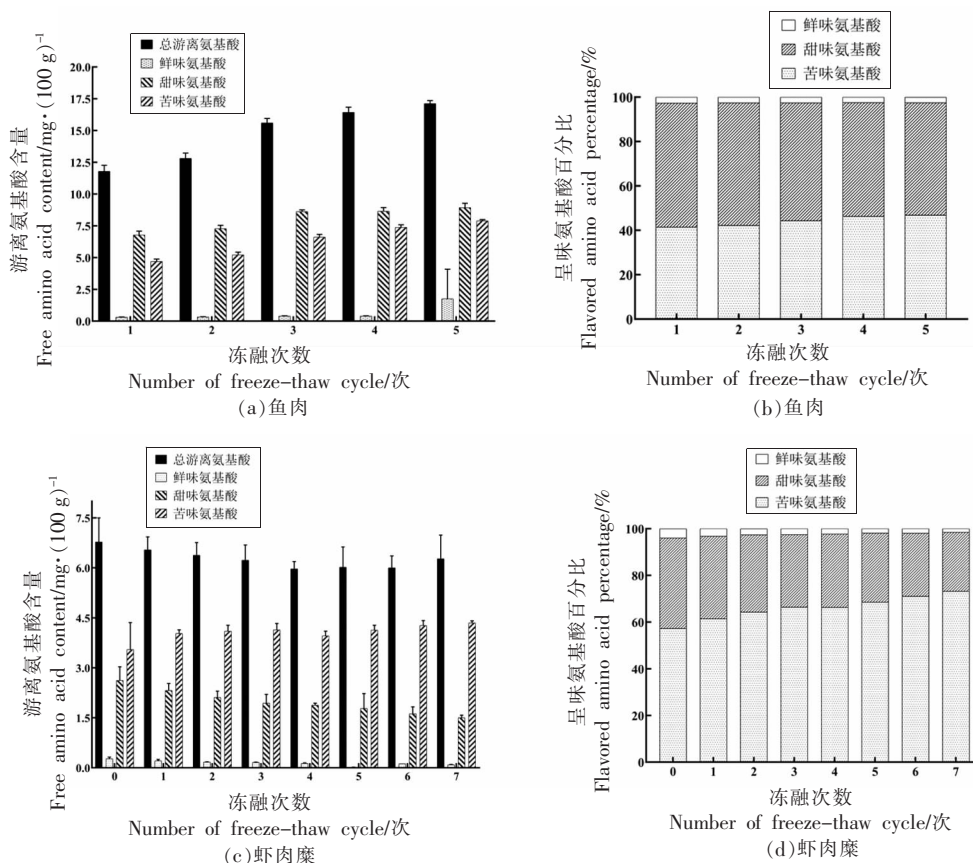 总游离氨基酸
鲜味氨基酸
甜味氨基酸
苦味氨基酸
游离氨基酸含量
Free amino acid content/mg·(100 g)⁻¹
20.0
17.5
15.0
12.5
10.0
7.5
5.0
2.5
0.0
1 2 3 4 5
冻融次数
Number of freeze-thaw cycle/次
(a)鱼肉
鲜味氨基酸
甜味氨基酸
苦味氨基酸
呈味氨基酸百分比
Flavored amino acid percentage/%
100
80
60
40
20
0
1 2 3 4 5
冻融次数
Number of freeze-thaw cycle/次
(b)鱼肉
总游离氨基酸
鲜味氨基酸
甜味氨基酸
苦味氨基酸
游离氨基酸含量
Free amino acid content/mg·(100 g)⁻¹
7.5
6.0
4.5
3.0
1.5
0.0
0 1 2 3 4 5 6 7
冻融次数
Number of freeze-thaw cycle/次
(c)虾肉糜
鲜味氨基酸
甜味氨基酸
苦味氨基酸
呈味氨基酸百分比
Flavored amino acid percentage/%
100
80
60
40
20
0
0 1 2 3 4 5 6 7
冻融次数
Number of freeze-thaw cycle/次
(d)虾肉糜